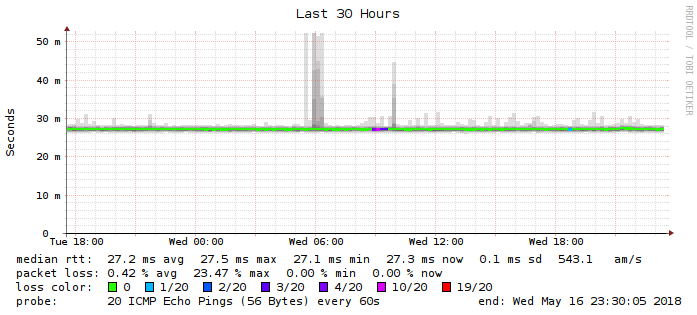 Last 30 Hours
RRDTOOL / TOBI OETIKER
Seconds
50 m
40 m
30 m
20 m
10 m
0
Tue 18:00 Wed 00:00 Wed 06:00 Wed 12:00 Wed 18:00
median rtt: 27.2 ms avg 27.5 ms max 27.1 ms min 27.3 ms now 0.1 ms sd 543.1 am/s
packet loss: 0.42 % avg 23.47 % max 0.00 % min 0.00 % now
loss color: 0 1/20 2/20 3/20 4/20 10/20 19/20
probe: 20 ICMP Echo Pings (56 Bytes) every 60s end: Wed May 16 23:30:05 2018